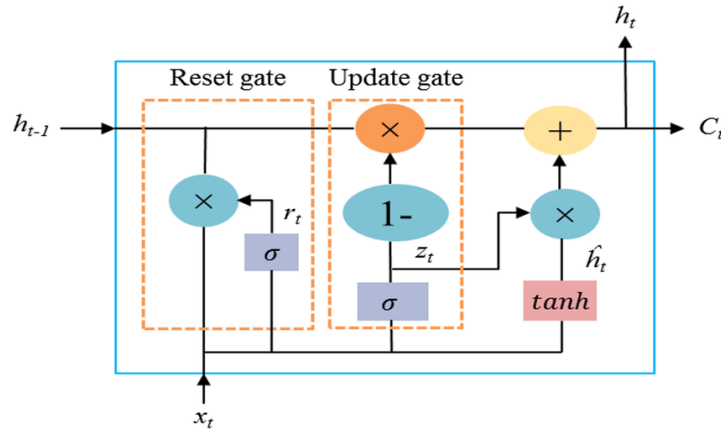 h_t
Reset gate Update gate
h_{t-1} × + C_t
× r_t 1- ×
σ z_t ĥ_t
σ tanh
x_t